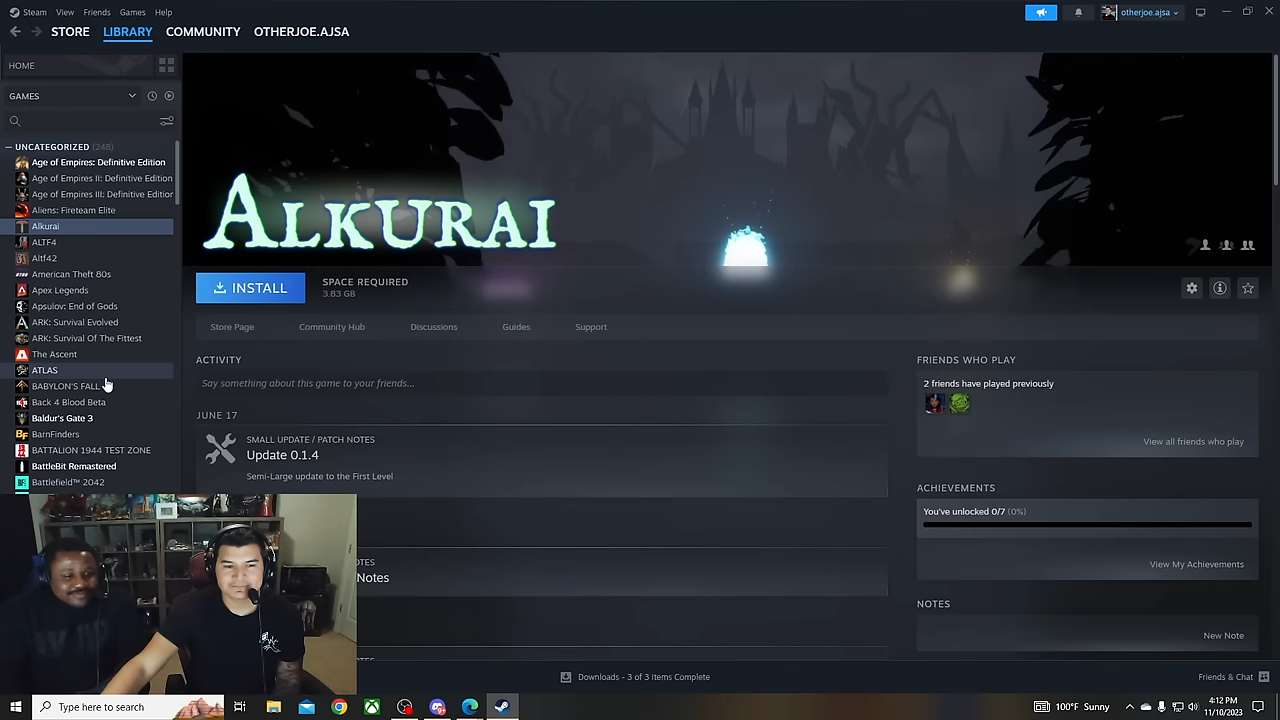 Steam View Friends Games Help
otherjoe.ajsa
STORE LIBRARY COMMUNITY OTHERJOE.AJSA
HOME
GAMES
UNCATEGORIZED (248)
Age of Empires: Definitive Edition
Age of Empires II: Definitive Edition
Age of Empires III: Definitive Edition
Aliens: Fireteam Elite
Alkurai
ALTF4
Altf42
American Theft 80s
Apex Legends
Apsulov: End of Gods
ARK: Survival Evolved
ARK: Survival Of The Fittest
The Ascent
ATLAS
BABYLON'S FALL
Back 4 Blood Beta
Baldur's Gate 3
BarnFinders
BATTALION 1944 TEST ZONE
BattleBit Remastered
Battlefield™ 2042
ALKURAI
INSTALL
SPACE REQUIRED
3.83 GB
Store Page Community Hub Discussions Guides Support
ACTIVITY
Say something about this game to your friends...
JUNE 17
SMALL UPDATE / PATCH NOTES
Update 0.1.4
Semi-Large update to the First Level
OTES
Notes
OTES
FRIENDS WHO PLAY
2 friends have played previously
View all friends who play
ACHIEVEMENTS
You've unlocked 0/7 (0%)
View My Achievements
NOTES
New Note
Downloads - 3 of 3 Items Complete
Friends & Chat
Type here to search
100°F Sunny
4:12 PM
11/10/2023